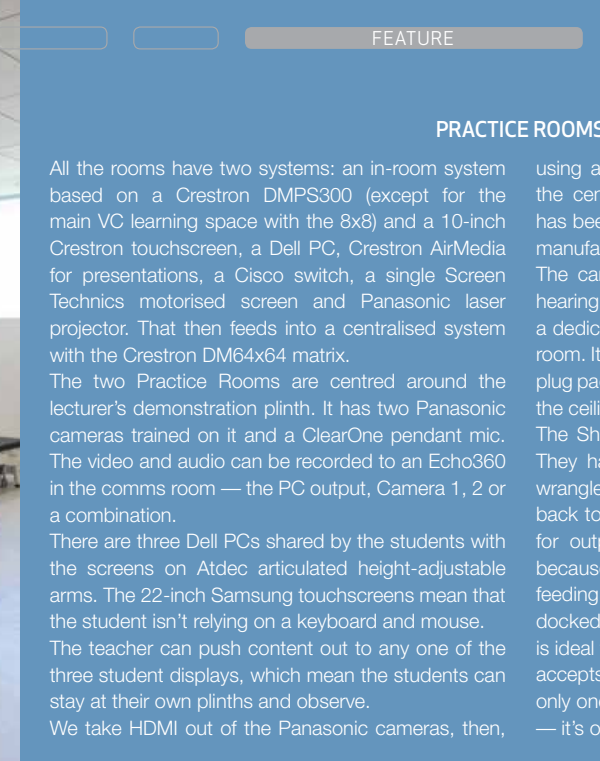 FEATURE
PRACTICE ROOMS
All the rooms have two systems: an in-room system
based on a Crestron DMPS300 (except for the
main VC learning space with the 8x8) and a 10-inch
Crestron touchscreen, a Dell PC, Crestron AirMedia
for presentations, a Cisco switch, a single Screen
Technics motorised screen and Panasonic laser
projector. That then feeds into a centralised system
with the Crestron DM64x64 matrix.
The two Practice Rooms are centred around the
lecturer's demonstration plinth. It has two Panasonic
cameras trained on it and a ClearOne pendant mic.
The video and audio can be recorded to an Echo360
in the comms room — the PC output, Camera 1, 2 or
a combination.
There are three Dell PCs shared by the students with
the screens on Atdec articulated height-adjustable
arms. The 22-inch Samsung touchscreens mean that
the student isn't relying on a keyboard and mouse.
The teacher can push content out to any one of the
three student displays, which mean the students can
stay at their own plinths and observe.
We take HDMI out of the Panasonic cameras, then,
using a
the cen
has bee
manufa
The ca
hearing
a dedic
room. It
plug pa
the ceili
The Sh
They ha
wrangle
back to
for outp
because
feeding
docked
is ideal
accepts
only one
— it's o